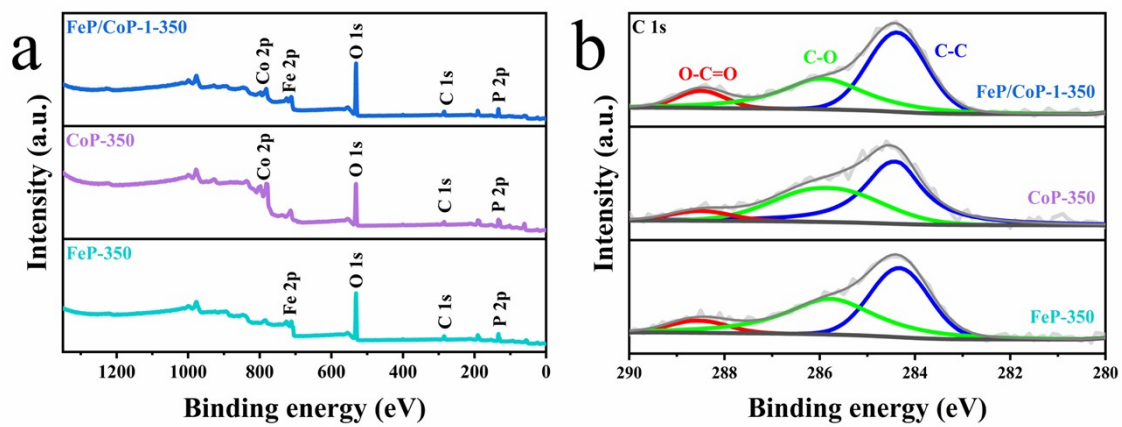 a
FeP/CoP-1-350
Co 2p
Fe 2p
O 1s
C 1s
P 2p
CoP-350
Co 2p
O 1s
C 1s
P 2p
FeP-350
Fe 2p
O 1s
C 1s
P 2p
Intensity (a.u.)
1200 1000 800 600 400 200 0
Binding energy (eV)
b
C 1s
O-C=O
C-O
C-C
FeP/CoP-1-350
CoP-350
FeP-350
Intensity (a.u.)
290 288 286 284 282 280
Binding energy (eV)